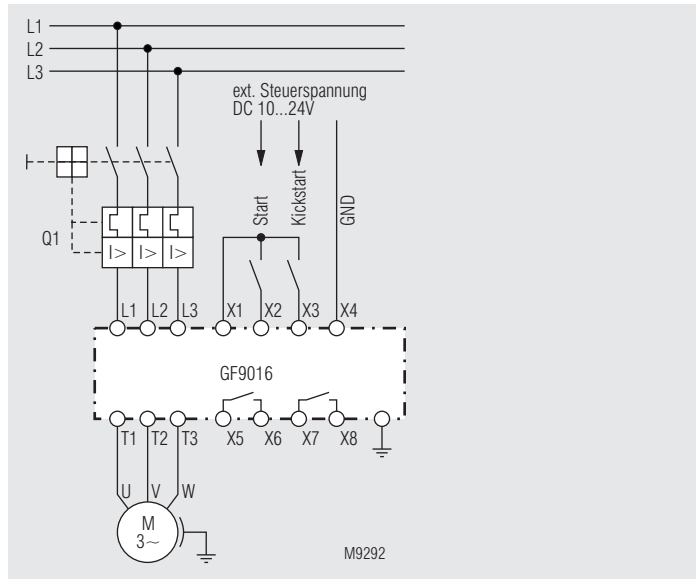 L1
L2
L3
ext. Steuerspannung
DC 10...24V
Start
Kickstart
GND
Q1
I> I> I>
L1 L2 L3 X1 X2 X3 X4
GF9016
T1 T2 T3 X5 X6 X7 X8
U V W
M
3~
M9292